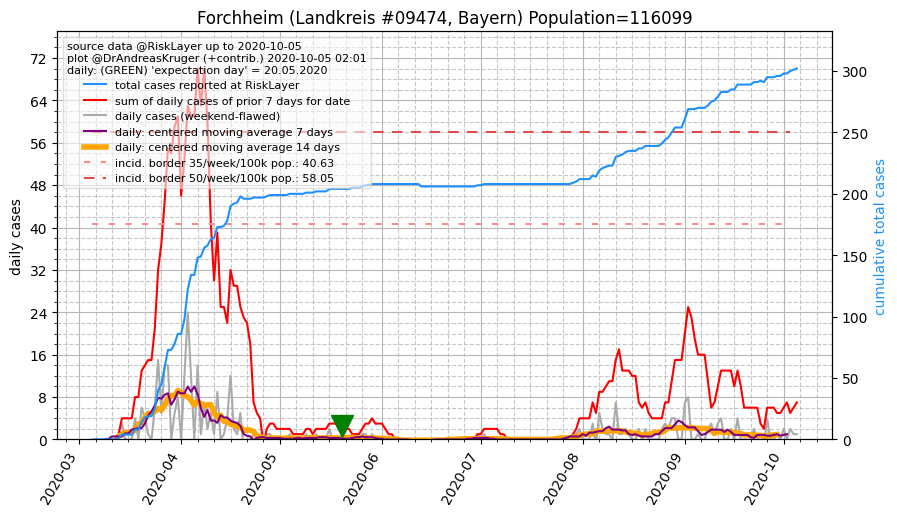 Forchheim (Landkreis #09474, Bayern) Population=116099
source data @RiskLayer up to 2020-10-05
plot @DrAndreasKruger (+contrib.) 2020-10-05 02:01
daily: (GREEN) 'expectation day' = 20.05.2020
total cases reported at RiskLayer
sum of daily cases of prior 7 days for date
daily cases (weekend-flawed)
daily: centered moving average 7 days
daily: centered moving average 14 days
incid. border 35/week/100k pop.: 40.63
incid. border 50/week/100k pop.: 58.05
daily cases
72
64
56
48
40
32
24
16
8
0
300
250
200
150
100
50
0
cumulative total cases
2020-03
2020-04
2020-05
2020-06
2020-07
2020-08
2020-09
2020-10